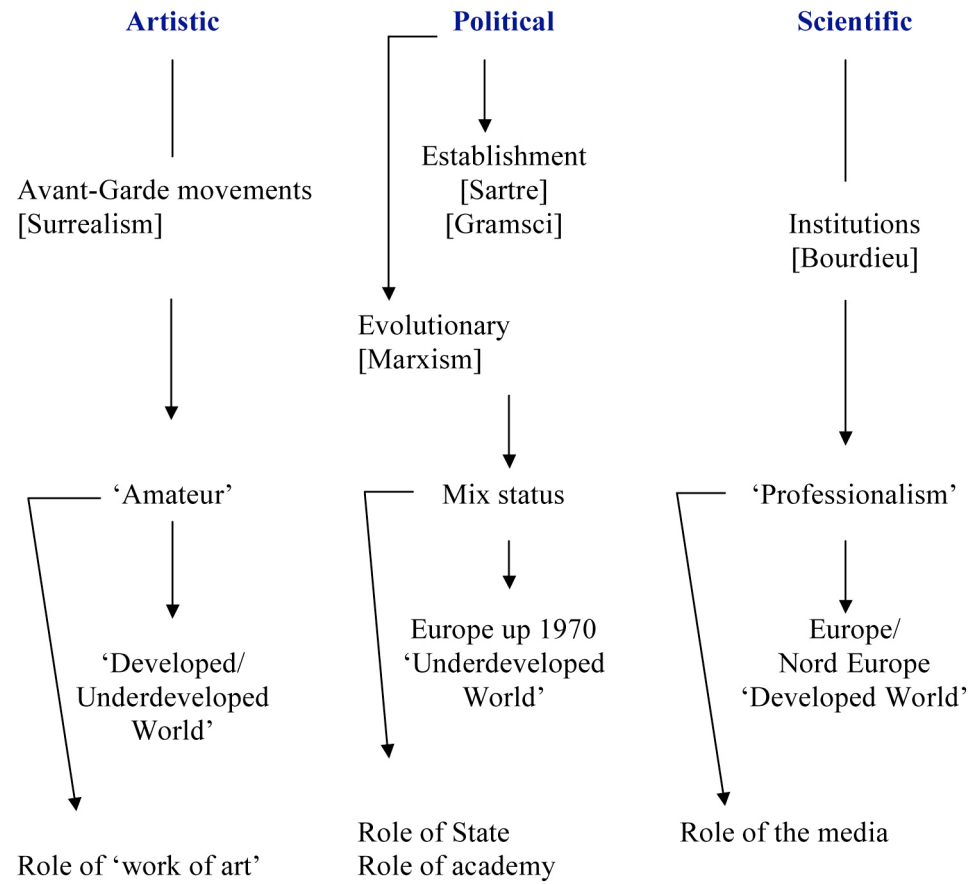 Artistic
Political
Scientific
Establishment
[Sartre]
[Gramsci]
Avant-Garde movements
[Surrealism]
Institutions
[Bourdieu]
Evolutionary
[Marxism]
‘Amateur’
Mix status
‘Professionalism’
‘Developed/
Underdeveloped
World’
Europe up 1970
‘Underdeveloped
World’
Europe/
Nord Europe
‘Developed World’
Role of ‘work of art’
Role of State
Role of academy
Role of the media